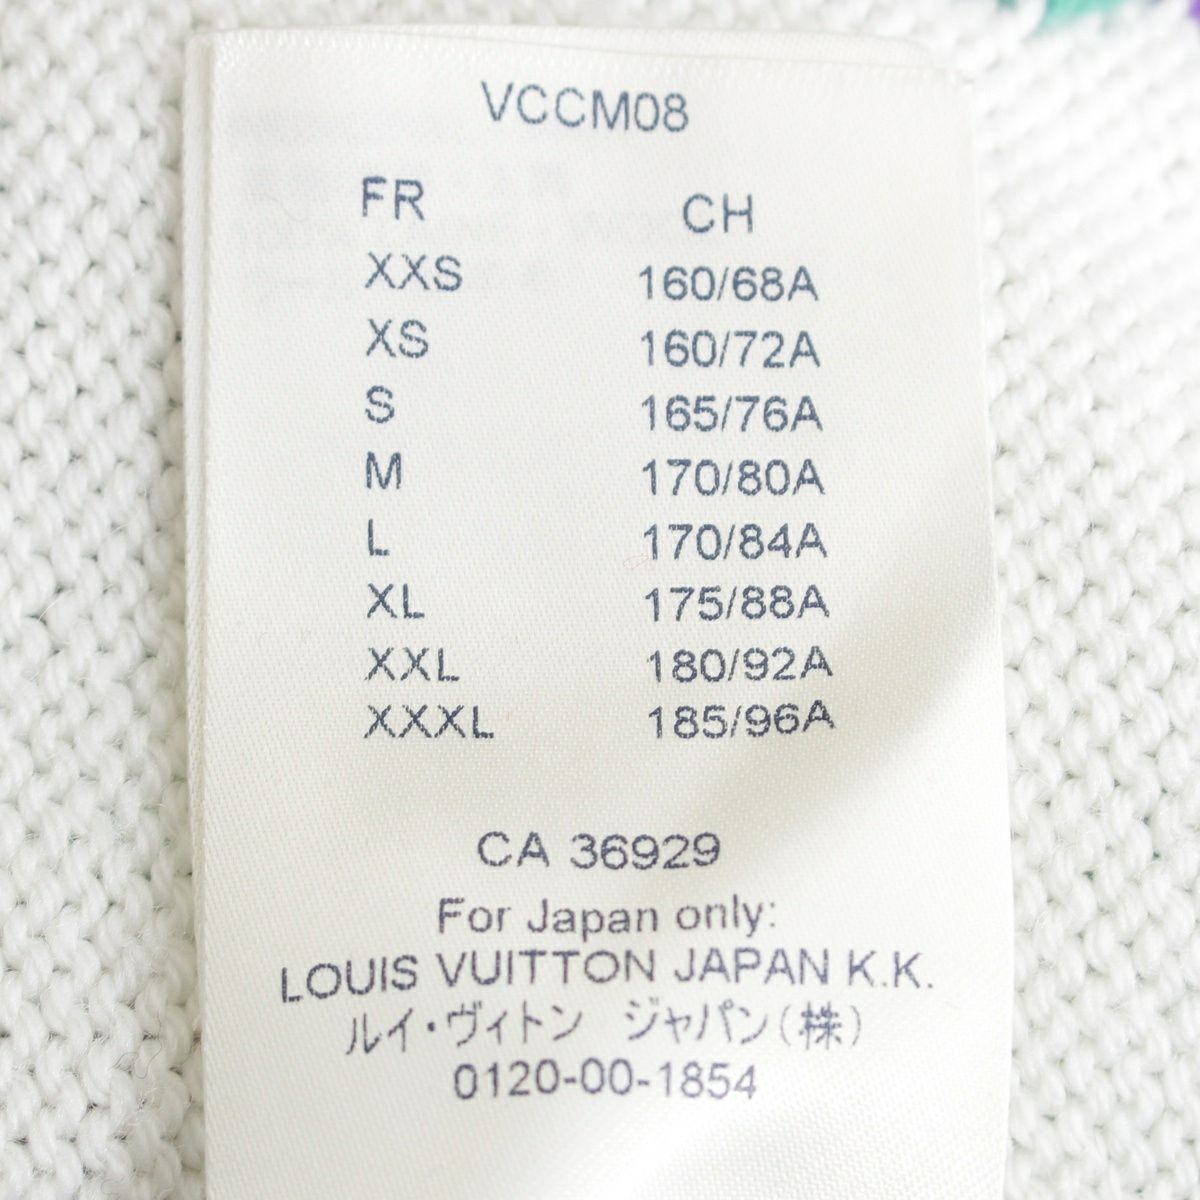 VCCM08
FR CH
XXS 160/68A
XS 160/72A
S 165/76A
M 170/80A
L 170/84A
XL 175/88A
XXL 180/92A
XXXL 185/96A
CA 36929
For Japan only:
LOUIS VUITTON JAPAN K.K.
ルイ・ヴィトン ジャパン(株)
0120-00-1854